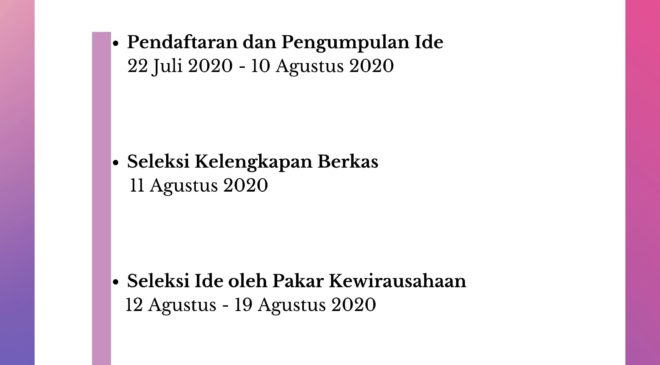 • Pendaftaran dan Pengumpulan Ide
22 Juli 2020 - 10 Agustus 2020
• Seleksi Kelengkapan Berkas
11 Agustus 2020
• Seleksi Ide oleh Pakar Kewirausahaan
12 Agustus - 19 Agustus 2020